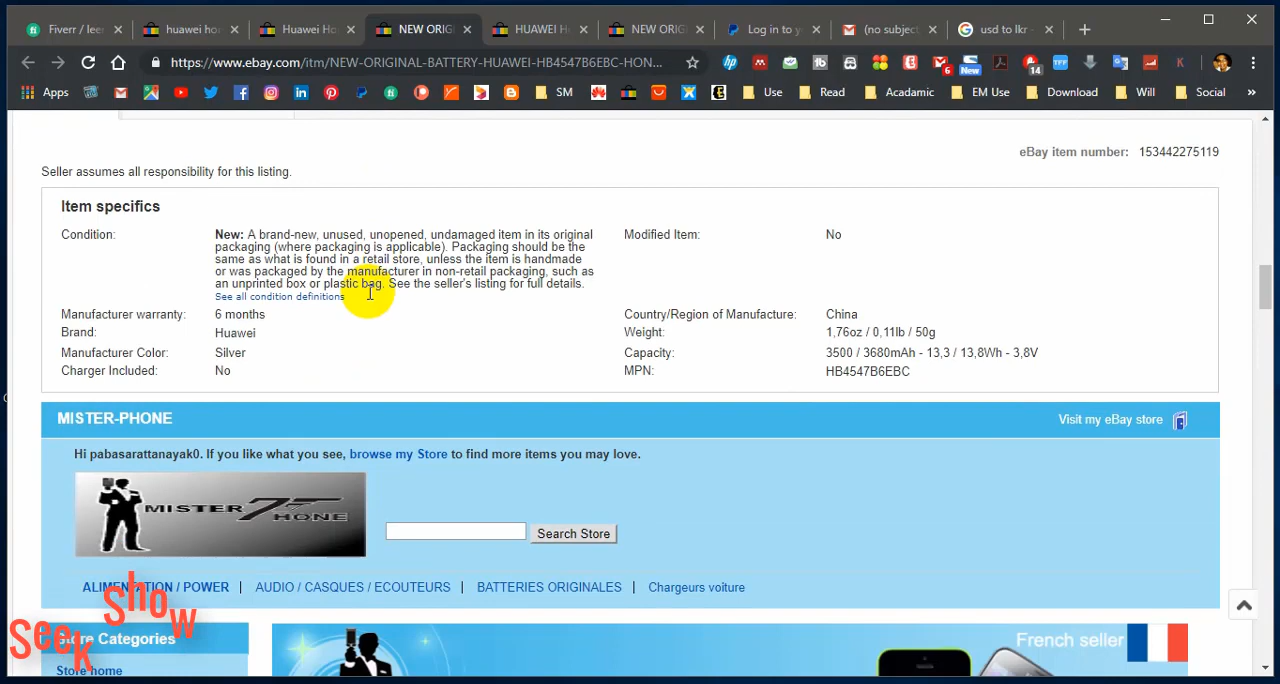 Fiverr / leer
huawei ho
Huawei Ho
NEW ORIG
HUAWEI H
NEW ORIG
Log in to y
(no subjec
usd to lkr
https://www.ebay.com/itm/NEW-ORIGINAL-BATTERY-HUAWEI-HB4547B6EBC-HON...
Apps
SM
Use
Read
Acadamic
EM Use
Download
Will
Social
eBay item number: 153442275119
Seller assumes all responsibility for this listing.
Item specifics
Condition:
New: A brand-new, unused, unopened, undamaged item in its original
packaging (where packaging is applicable). Packaging should be the
same as what is found in a retail store, unless the item is handmade
or was packaged by the manufacturer in non-retail packaging, such as
an unprinted box or plastic bag. See the seller's listing for full details.
See all condition definitions
Modified Item: No
Manufacturer warranty: 6 months
Country/Region of Manufacture: China
Brand: Huawei
Weight: 1,76oz / 0,11lb / 50g
Manufacturer Color: Silver
Capacity: 3500 / 3680mAh - 13,3 / 13,8Wh - 3,8V
Charger Included: No
MPN: HB4547B6EBC
MISTER-PHONE
Visit my eBay store
Hi pabasarattanayak0. If you like what you see, browse my Store to find more items you may love.
MISTER HONE
Search Store
ALIMENTATION / POWER | AUDIO / CASQUES / ECOUTEURS | BATTERIES ORIGINALES | Chargeurs voiture
Show
Seek
Store Categories
French seller
Store home